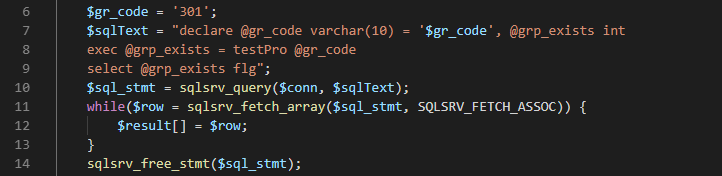 6 $gr_code = '301';
7 $sqlText = "declare @gr_code varchar(10) = '$gr_code', @grp_exists int
8 exec @grp_exists = testPro @gr_code
9 select @grp_exists flg";
10 $sql_stmt = sqlsrv_query($conn, $sqlText);
11 while($row = sqlsrv_fetch_array($sql_stmt, SQLSRV_FETCH_ASSOC)) {
12 $result[] = $row;
13 }
14 sqlsrv_free_stmt($sql_stmt);